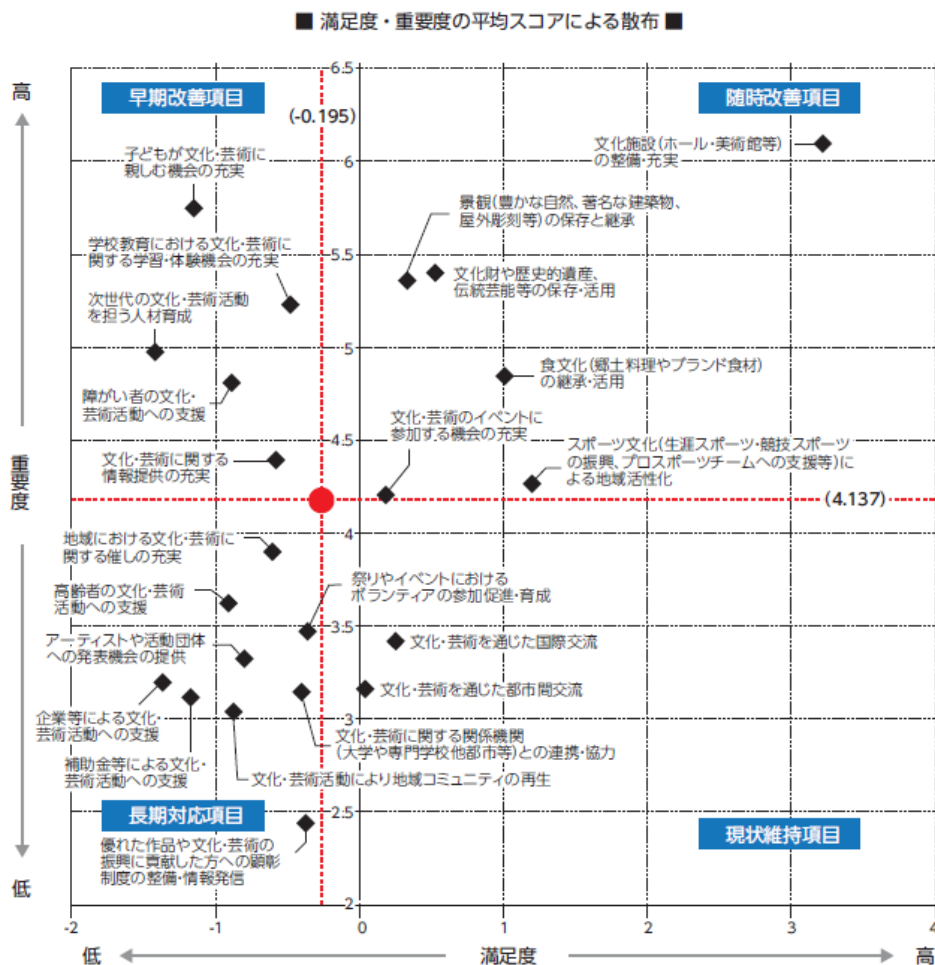 ■ 満足度・重要度の平均スコアによる散布 ■
高
重要度
低
6.5
6
5.5
5
4.5
4
3.5
3
2.5
2
早期改善項目
(-0.195)
随時改善項目
文化施設(ホール・美術館等)
の整備・充実
子どもが文化・芸術に
親しむ機会の充実
景観(豊かな自然、著名な建築物、
屋外彫刻等)の保存と継承
学校教育における文化・芸術に
関する学習・体験機会の充実
文化財や歴史的遺産、
伝統芸能等の保存・活用
次世代の文化・芸術活動
を担う人材育成
食文化(郷土料理やブランド食材)
の継承・活用
障がい者の文化・
芸術活動への支援
文化・芸術のイベントに
参加する機会の充実
スポーツ文化(生涯スポーツ・競技スポーツ
の振興、プロスポーツチームへの支援等)に
よる地域活性化
文化・芸術に関する
情報提供の充実
(4.137)
地域における文化・芸術に
関する催しの充実
祭りやイベントにおける
ボランティアの参加促進・育成
高齢者の文化・芸術
活動への支援
アーティストや活動団体
への発表機会の提供
文化・芸術を通じた国際交流
文化・芸術を通じた都市間交流
企業等による文化・
芸術活動への支援
文化・芸術に関する関係機関
(大学や専門学校他都市等)との連携・協力
補助金等による文化・
芸術活動への支援
文化・芸術活動により地域コミュニティの再生
長期対応項目
現状維持項目
優れた作品や文化・芸術の
振興に貢献した方への顕彰
制度の整備・情報発信
-2
-1
0
1
2
3
4
低
満足度
高